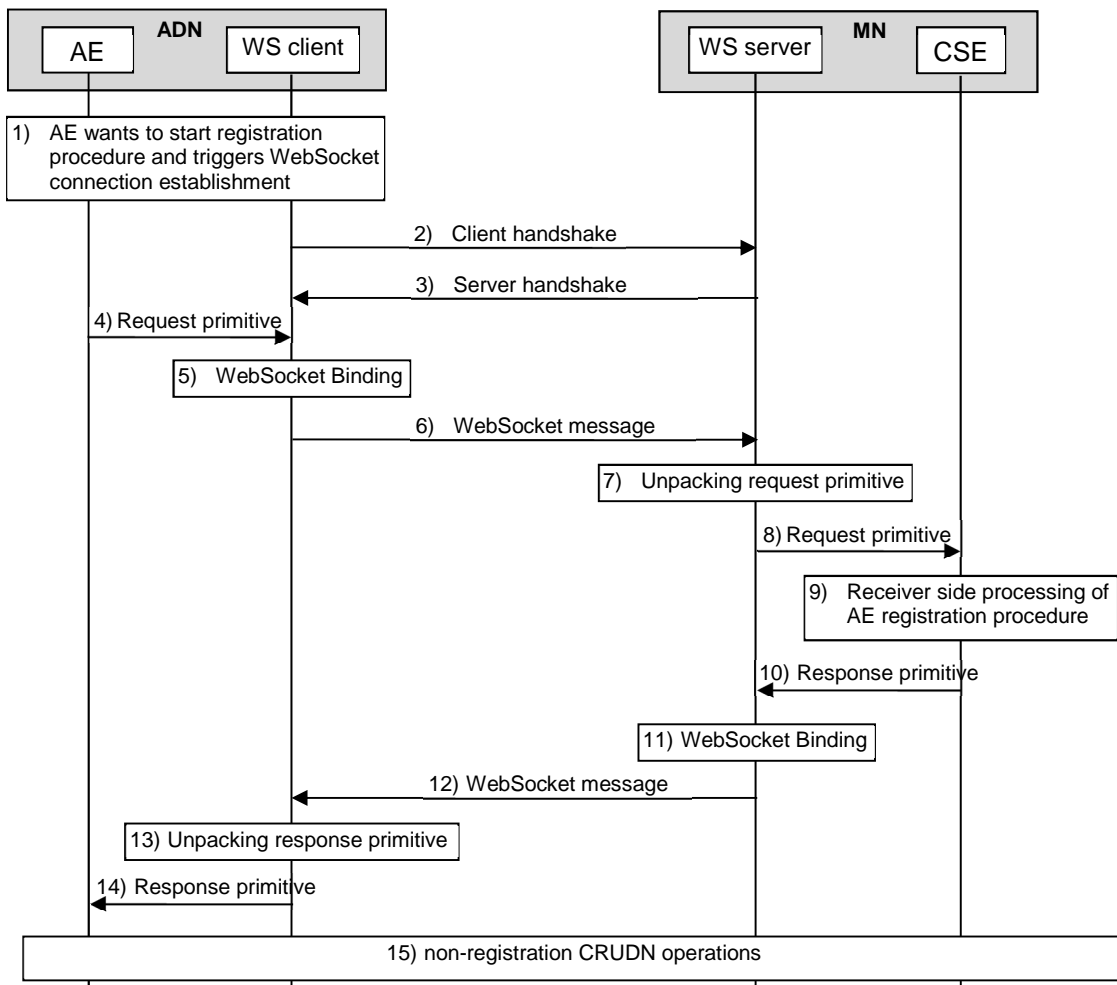 ADN
MN
AE
WS client
WS server
CSE
1) AE wants to start registration
procedure and triggers WebSocket
connection establishment
2) Client handshake
3) Server handshake
4) Request primitive
5) WebSocket Binding
6) WebSocket message
7) Unpacking request primitive
8) Request primitive
9) Receiver side processing of
AE registration procedure
10) Response primitive
11) WebSocket Binding
12) WebSocket message
13) Unpacking response primitive
14) Response primitive
15) non-registration CRUDN operations